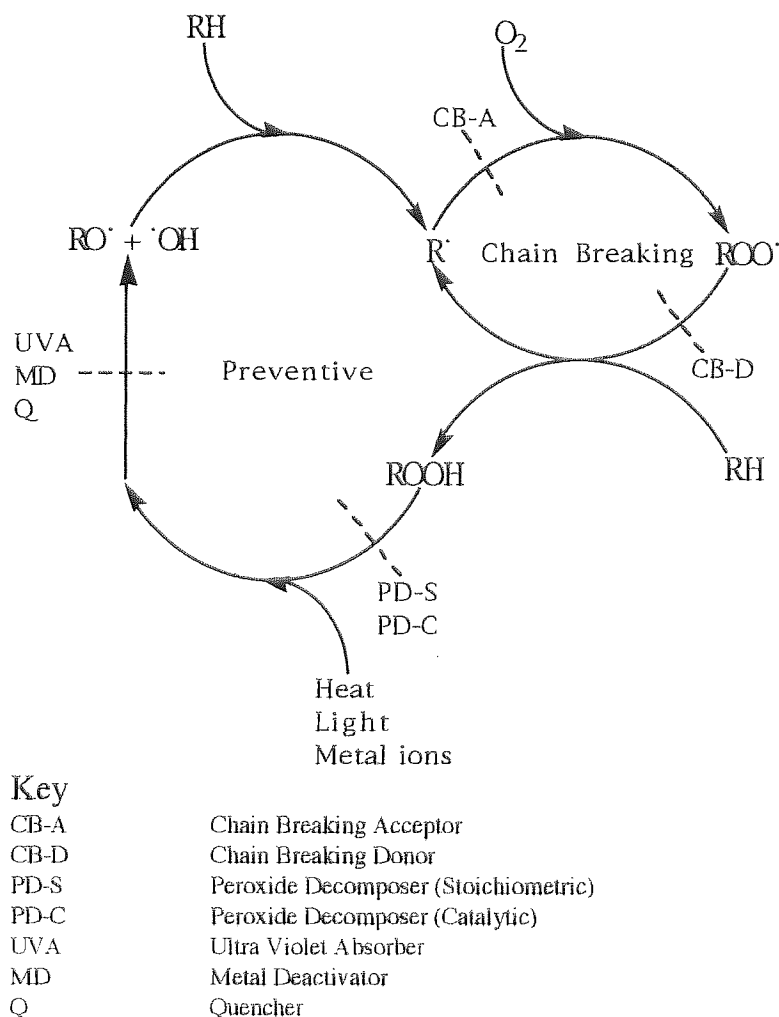 RH
O₂
CB-A
RO· + ·OH
R·
Chain Breaking
ROO·
UVA
MD
Q
Preventive
CB-D
ROOH
RH
PD-S
PD-C
Heat
Light
Metal ions
Key
CB-A Chain Breaking Acceptor
CB-D Chain Breaking Donor
PD-S Peroxide Decomposer (Stoichiometric)
PD-C Peroxide Decomposer (Catalytic)
UVA Ultra Violet Absorber
MD Metal Deactivator
Q Quencher